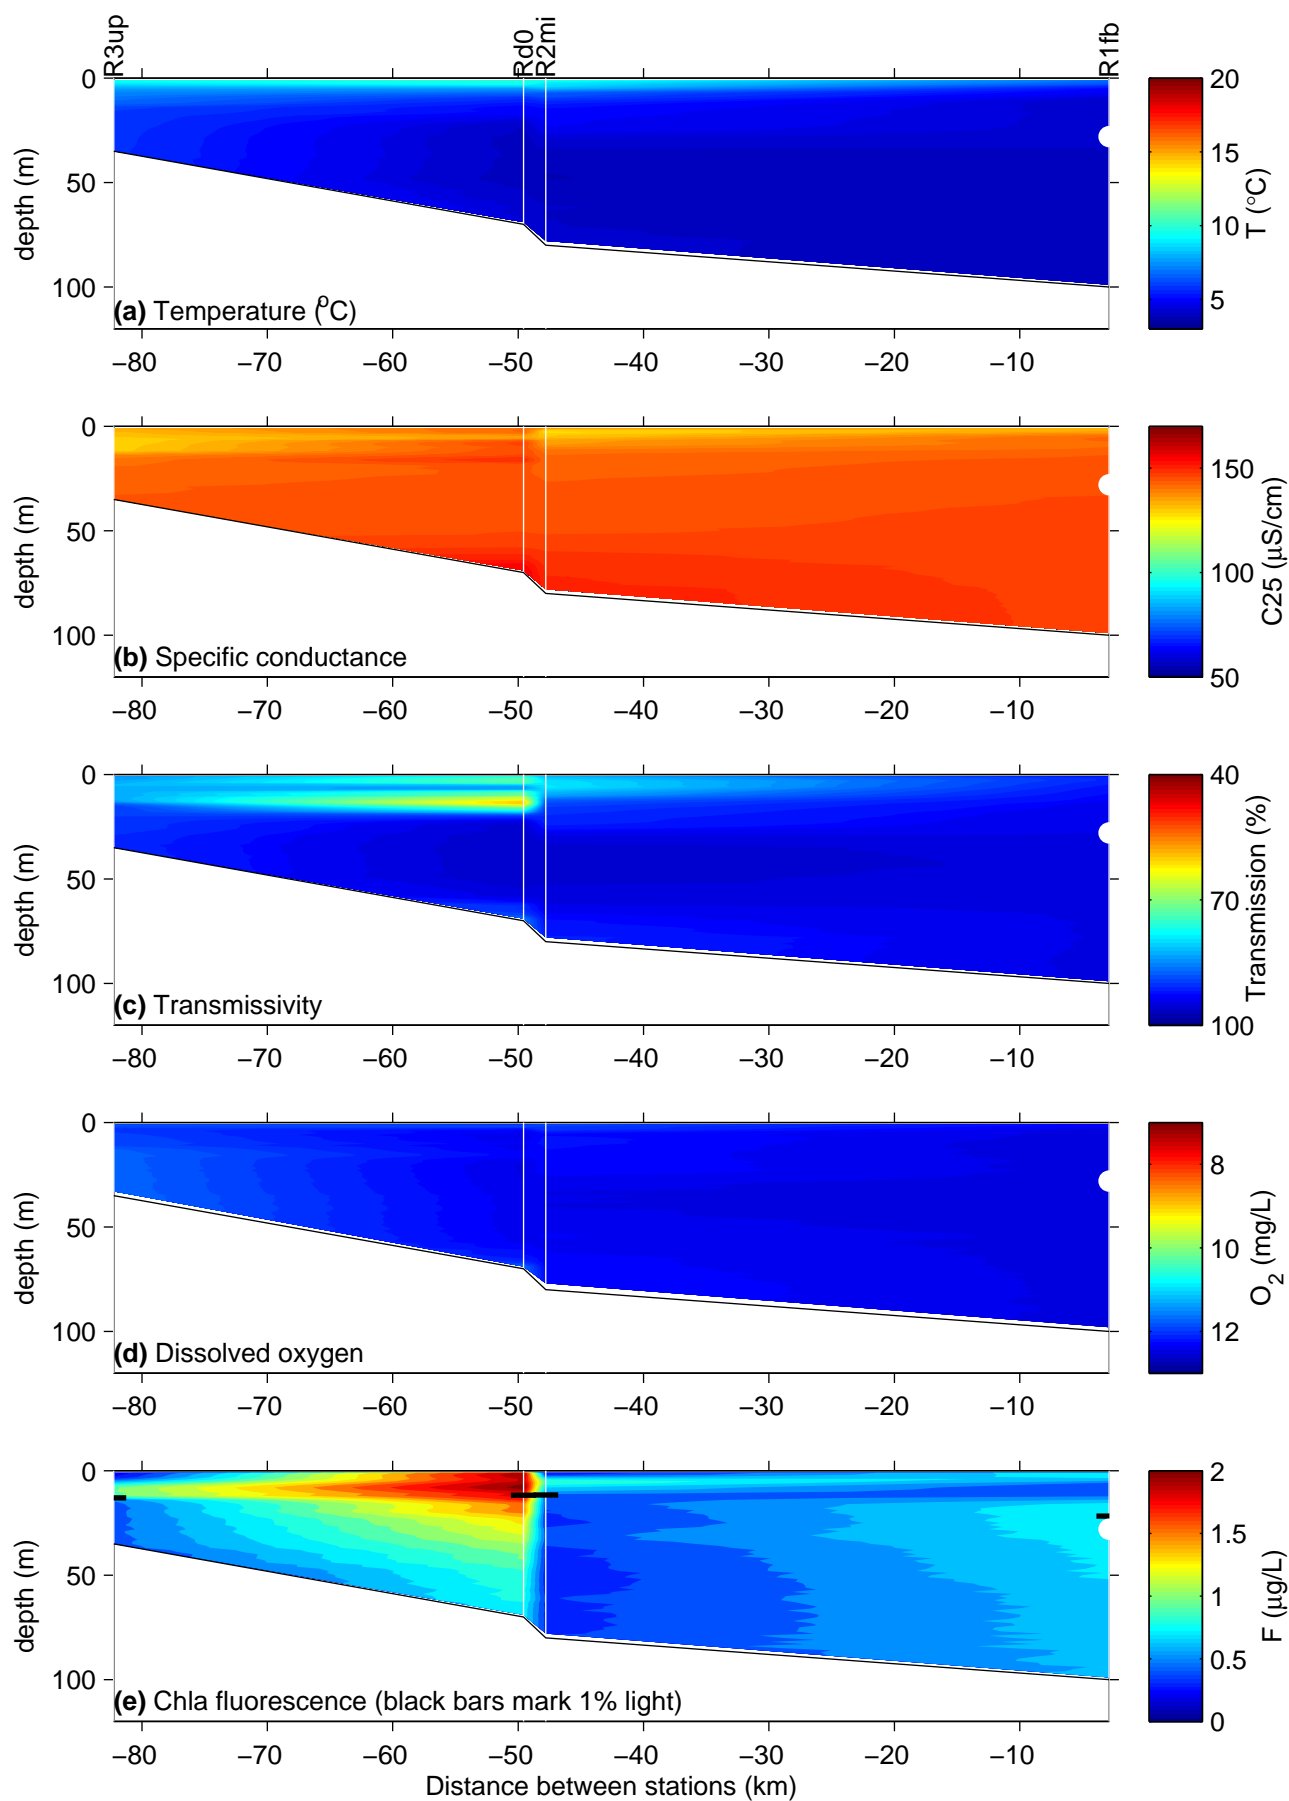 R3up Rd0 R2mi R1fb
0
50
100
depth (m)
(a) Temperature (ºC)
−80 −70 −60 −50 −40 −30 −20 −10
20
15
10
5
T (°C)
0
50
100
depth (m)
(b) Specific conductance
−80 −70 −60 −50 −40 −30 −20 −10
150
100
50
C25 (µS/cm)
0
50
100
depth (m)
(c) Transmissivity
−80 −70 −60 −50 −40 −30 −20 −10
40
70
100
Transmission (%)
0
50
100
depth (m)
(d) Dissolved oxygen
−80 −70 −60 −50 −40 −30 −20 −10
8
10
12
O2 (mg/L)
0
50
100
depth (m)
(e) Chla fluorescence (black bars mark 1% light)
−80 −70 −60 −50 −40 −30 −20 −10
Distance between stations (km)
2
1.5
1
0.5
0
F (µg/L)